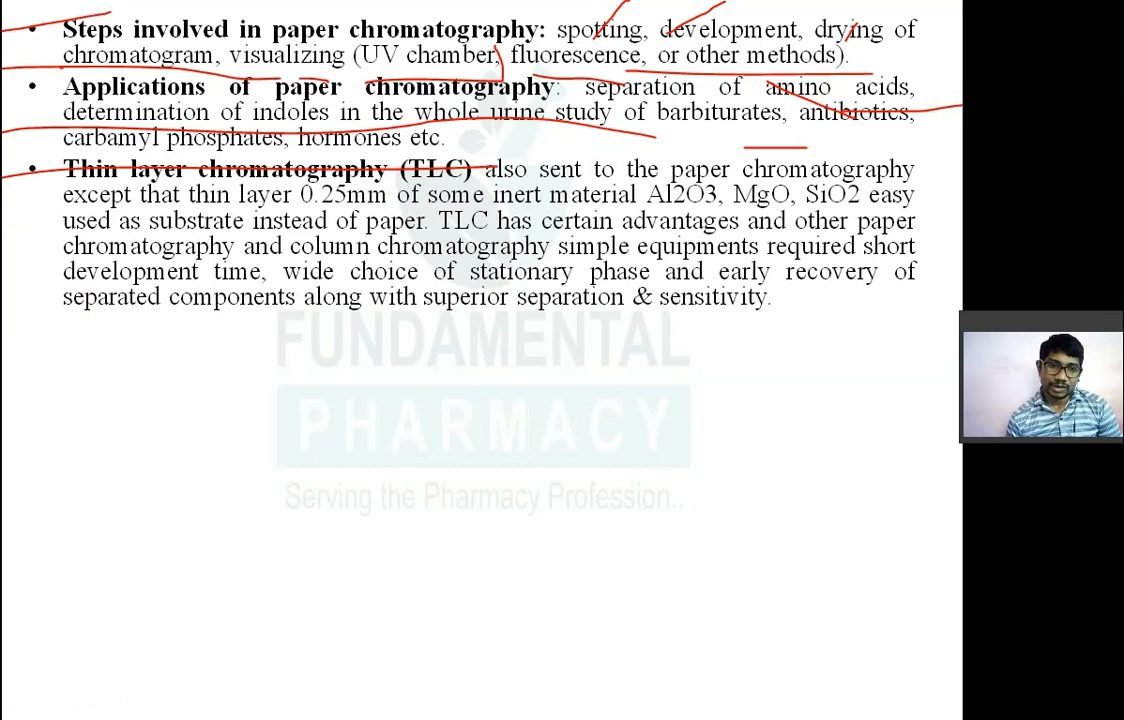 • Steps involved in paper chromatography: spotting, development, drying of
chromatogram, visualizing (UV chamber, fluorescence, or other methods).
• Applications of paper chromatography: separation of amino acids,
determination of indoles in the whole urine study of barbiturates, antibiotics,
carbamyl phosphates, hormones etc.
• Thin layer chromatography (TLC) also sent to the paper chromatography
except that thin layer 0.25mm of some inert material Al2O3, MgO, SiO2 easy
used as substrate instead of paper. TLC has certain advantages and other paper
chromatography and column chromatography simple equipments required short
development time, wide choice of stationary phase and early recovery of
separated components along with superior separation & sensitivity.
FUNDAMENTAL
PHARMACY
Serving the Pharmacy Profession..